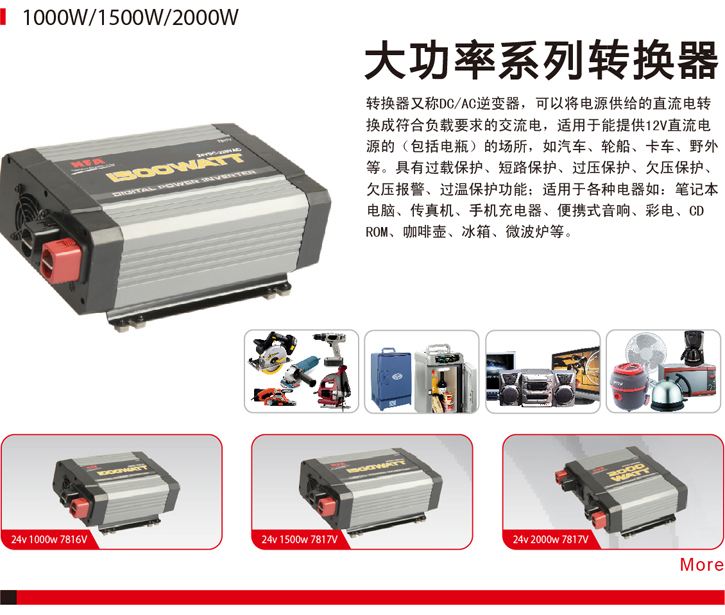 1000W/1500W/2000W
大功率系列转换器
转换器又称DC/AC逆变器，可以将电源供给的直流电转
换成符合负载要求的交流电，适用于能提供12V直流电
源的（包括电瓶）的场所，如汽车、轮船、卡车、野外
等。具有过载保护、短路保护、过压保护、欠压保护、
欠压报警、过温保护功能；适用于各种电器如：笔记本
电脑、传真机、手机充电器、便携式音响、彩电、CD
ROM、咖啡壶、冰箱、微波炉等。
24VDC-220VAC
NFA
1500WATT
DIGITAL POWER INVERTER
1000WATT
1500WATT
2000
WATT
24v 1000w 7816V
24v 1500w 7817V
24v 2000w 7817V
More